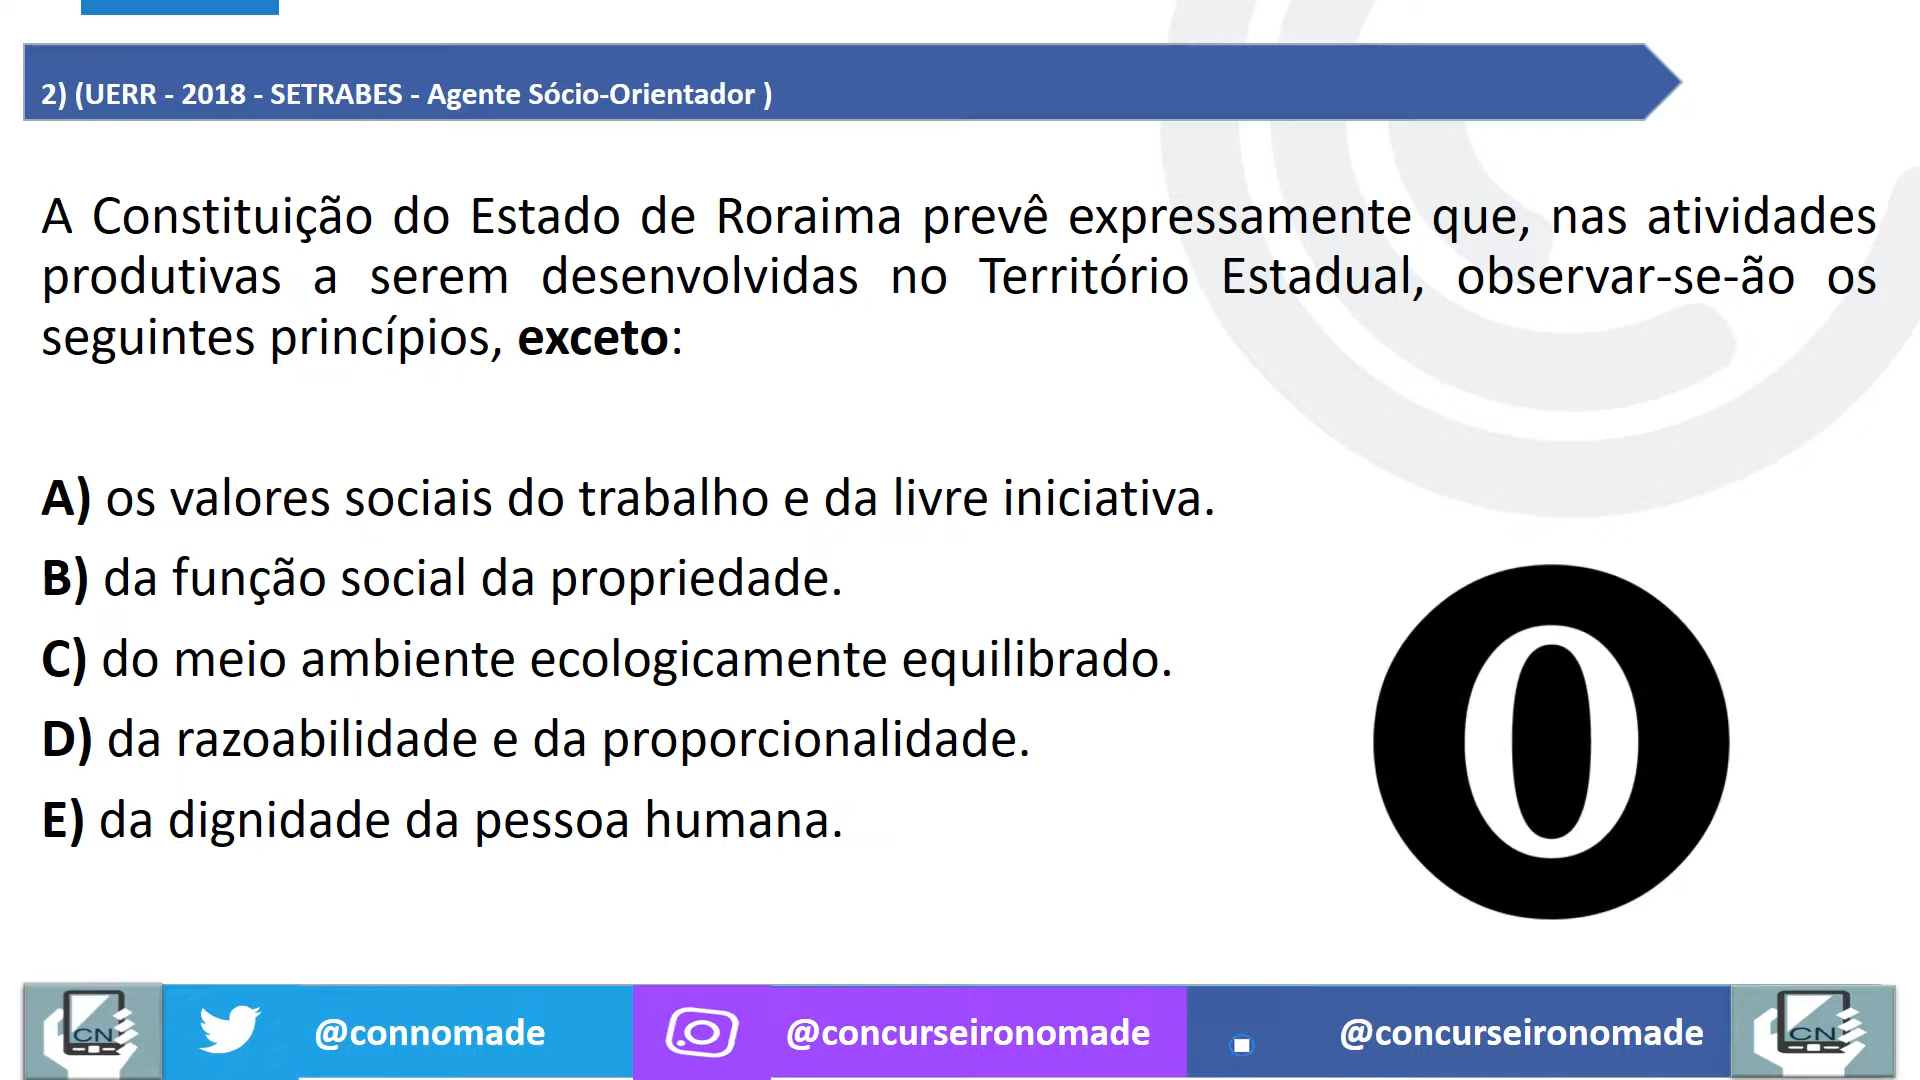 2) (UERR - 2018 - SETRABES - Agente Sócio-Orientador )
A Constituição do Estado de Roraima prevê expressamente que, nas atividades
produtivas a serem desenvolvidas no Território Estadual, observar-se-ão os
seguintes princípios, exceto:
A) os valores sociais do trabalho e da livre iniciativa.
B) da função social da propriedade.
C) do meio ambiente ecologicamente equilibrado.
D) da razoabilidade e da proporcionalidade.
E) da dignidade da pessoa humana.
0
CN
@connomade
@concurseironomade
@concurseironomade
CN